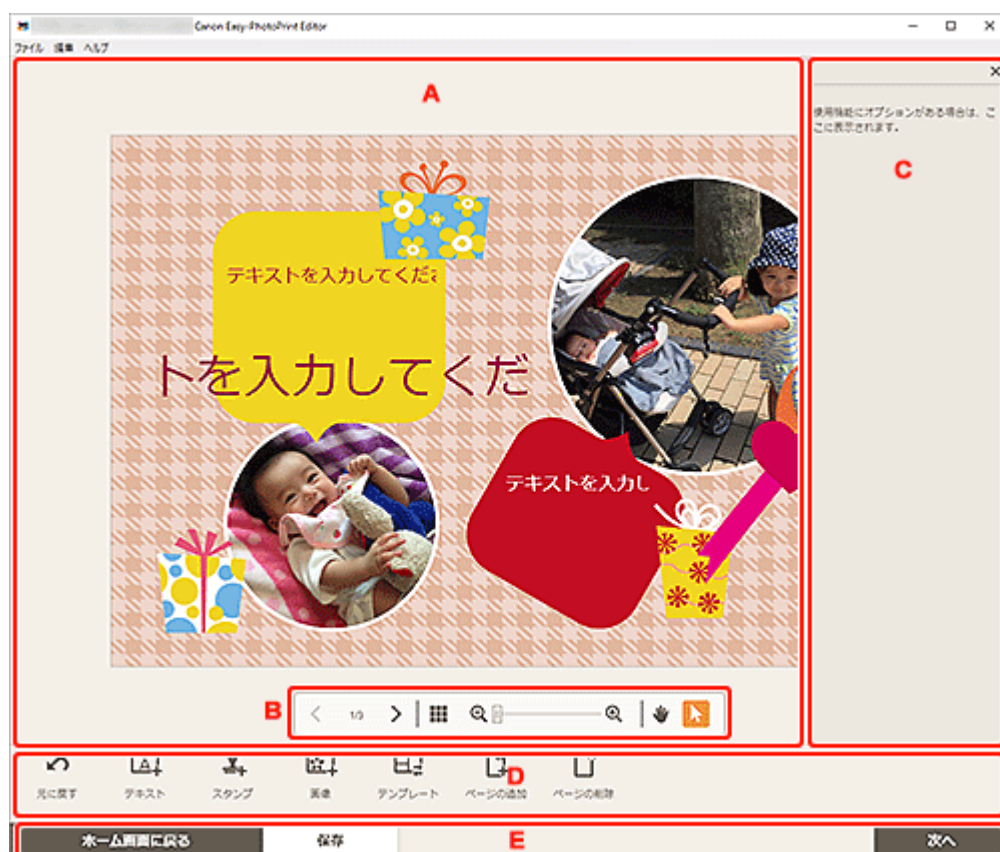 Canon Easy-PhotoPrint Editor
ファイル 編集 ヘルプ
A
使用機能にオプションがある場合は、こ
こに表示されます。
C
テキストを入力してくださ
トを入力してくだ
テキストを入力し
B
1/3
D
元に戻す テキスト スタンプ 画像 テンプレート ページの追加 ページの削除
ホーム画面に戻る 保存 E 次へ